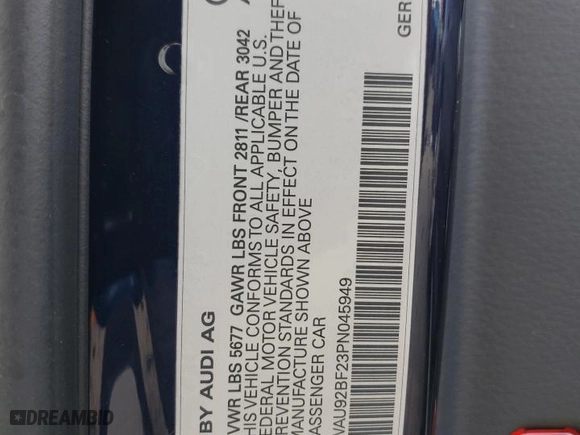 BY AUDI AG
VWR LBS 5677 GAWR LBS FRONT 2811 /REAR 3042
HIS VEHICLE CONFORMS TO ALL APPLICABLE U.S.
EDERAL MOTOR VEHICLE SAFETY, BUMPER AND THEF
REVENTION STANDARDS IN EFFECT ON THE DATE OF
MANUFACTURE SHOWN ABOVE
ASSENGER CAR
WAU92BF23PN045949
GER
DREAMBID